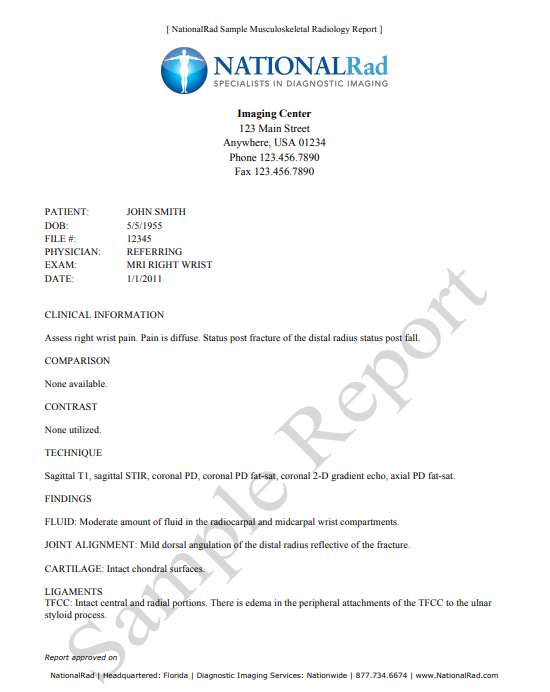 [ NationalRad Sample Musculoskeletal Radiology Report ]
NATIONALRad
SPECIALISTS IN DIAGNOSTIC IMAGING
Imaging Center
123 Main Street
Anywhere, USA 01234
Phone 123.456.7890
Fax 123.456.7890
PATIENT: JOHN SMITH
DOB: 5/5/1955
FILE #: 12345
PHYSICIAN: REFERRING
EXAM: MRI RIGHT WRIST
DATE: 1/1/2011
CLINICAL INFORMATION
Assess right wrist pain. Pain is diffuse. Status post fracture of the distal radius status post fall.
COMPARISON
None available.
CONTRAST
None utilized.
TECHNIQUE
Sagittal T1, sagittal STIR, coronal PD, coronal PD fat-sat, coronal 2-D gradient echo, axial PD fat-sat.
FINDINGS
FLUID: Moderate amount of fluid in the radiocarpal and midcarpal wrist compartments.
JOINT ALIGNMENT: Mild dorsal angulation of the distal radius reflective of the fracture.
CARTILAGE: Intact chondral surfaces.
LIGAMENTS
TFCC: Intact central and radial portions. There is edema in the peripheral attachments of the TFCC to the ulnar
styloid process.
Sample Report
Report approved on
NationalRad | Headquartered: Florida | Diagnostic Imaging Services: Nationwide | 877.734.6674 | www.NationalRad.com